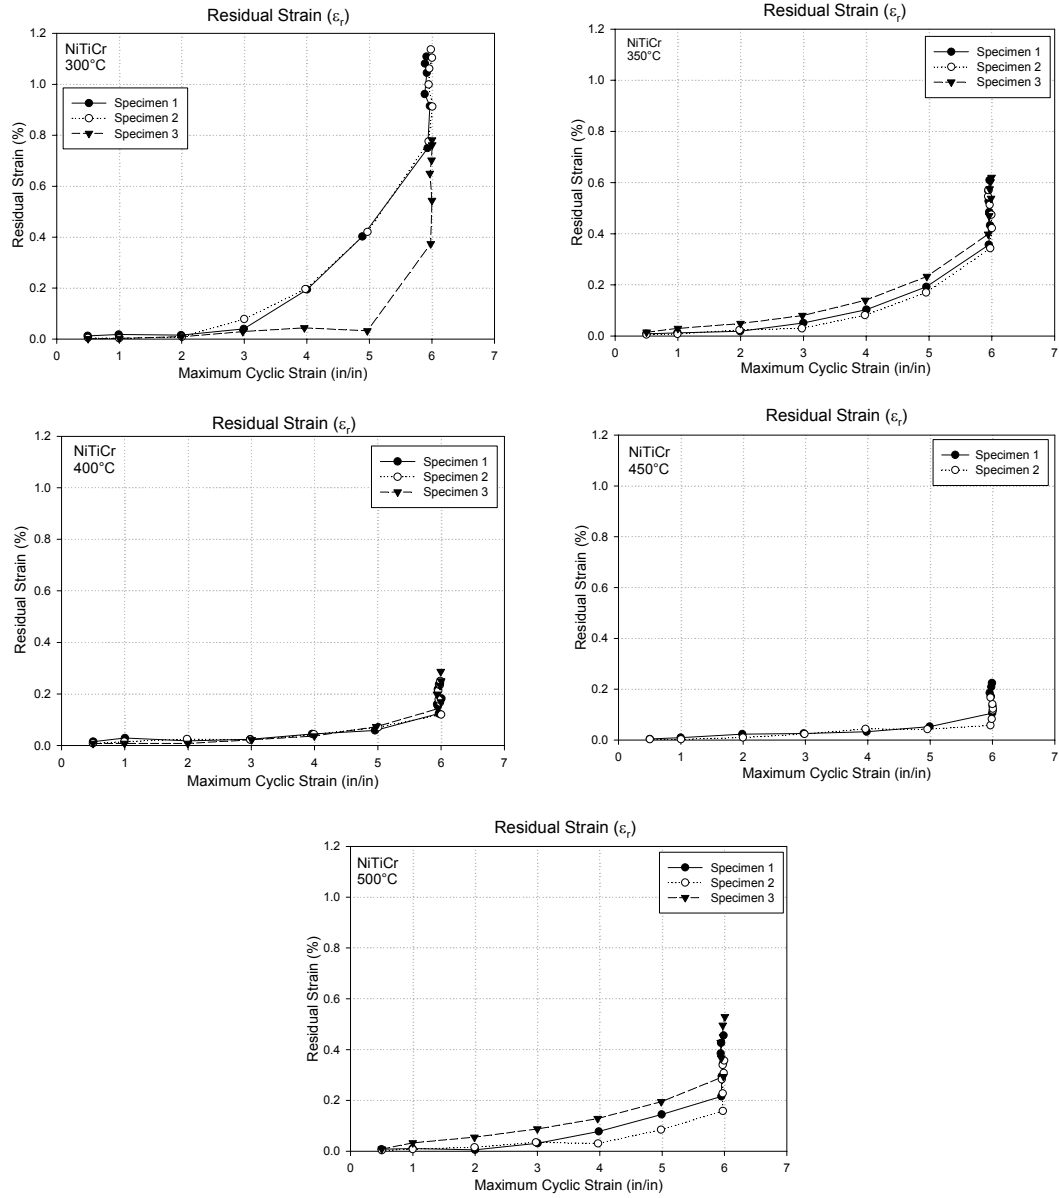 Residual Strain (εr)
NiTiCr
300°C
Specimen 1
Specimen 2
Specimen 3
Residual Strain (%)
1.2
1.0
0.8
0.6
0.4
0.2
0.0
0 1 2 3 4 5 6 7
Maximum Cyclic Strain (in/in)
Residual Strain (εr)
NiTiCr
350°C
Specimen 1
Specimen 2
Specimen 3
Residual Strain (%)
1.2
1.0
0.8
0.6
0.4
0.2
0.0
0 1 2 3 4 5 6 7
Maximum Cyclic Strain (in/in)
Residual Strain (εr)
NiTiCr
400°C
Specimen 1
Specimen 2
Specimen 3
Residual Strain (%)
1.2
1.0
0.8
0.6
0.4
0.2
0.0
0 1 2 3 4 5 6 7
Maximum Cyclic Strain (in/in)
Residual Strain (εr)
NiTiCr
450°C
Specimen 1
Specimen 2
Residual Strain (%)
1.2
1.0
0.8
0.6
0.4
0.2
0.0
0 1 2 3 4 5 6 7
Maximum Cyclic Strain (in/in)
Residual Strain (εr)
NiTiCr
500°C
Specimen 1
Specimen 2
Specimen 3
Residual Strain (%)
1.2
1.0
0.8
0.6
0.4
0.2
0.0
0 1 2 3 4 5 6 7
Maximum Cyclic Strain (in/in)